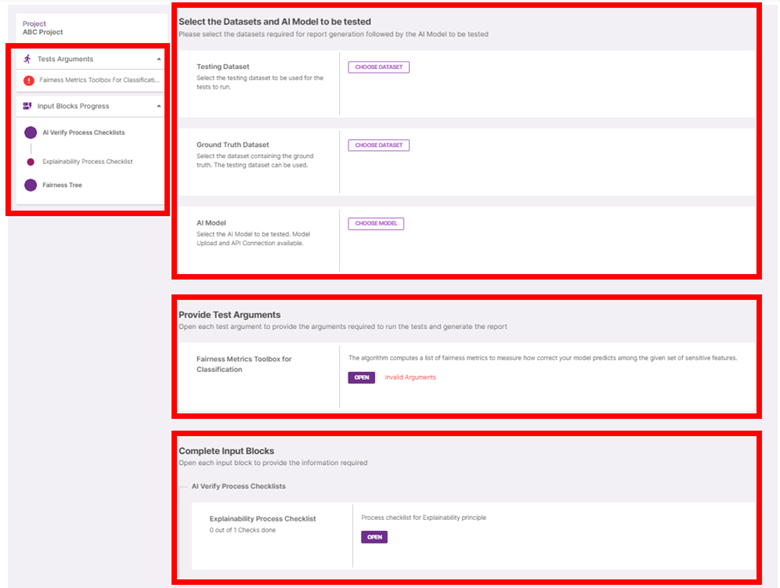 Project
ABC Project
Tests Arguments
Fairness Metrics Toolbox For Classificati...
Input Blocks Progress
AI Verify Process Checklists
Explainability Process Checklist
Fairness Tree
Select the Datasets and AI Model to be tested
Please select the datasets required for report generation followed by the AI Model to be tested
Testing Dataset
Select the testing dataset to be used for the
tests to run.
CHOOSE DATASET
Ground Truth Dataset
Select the dataset containing the ground
truth. The testing dataset can be used.
CHOOSE DATASET
AI Model
Select the AI Model to be tested. Model
Upload and API Connection available.
CHOOSE MODEL
Provide Test Arguments
Open each test argument to provide the arguments required to run the tests and generate the report
Fairness Metrics Toolbox for
Classification
The algorithm computes a list of fairness metrics to measure how correct your model predicts among the given set of sensitive features.
OPEN
Invalid Arguments
Complete Input Blocks
Open each input block to provide the information required
AI Verify Process Checklists
Explainability Process Checklist
0 out of 1 Checks done
Process checklist for Explainability principle
OPEN